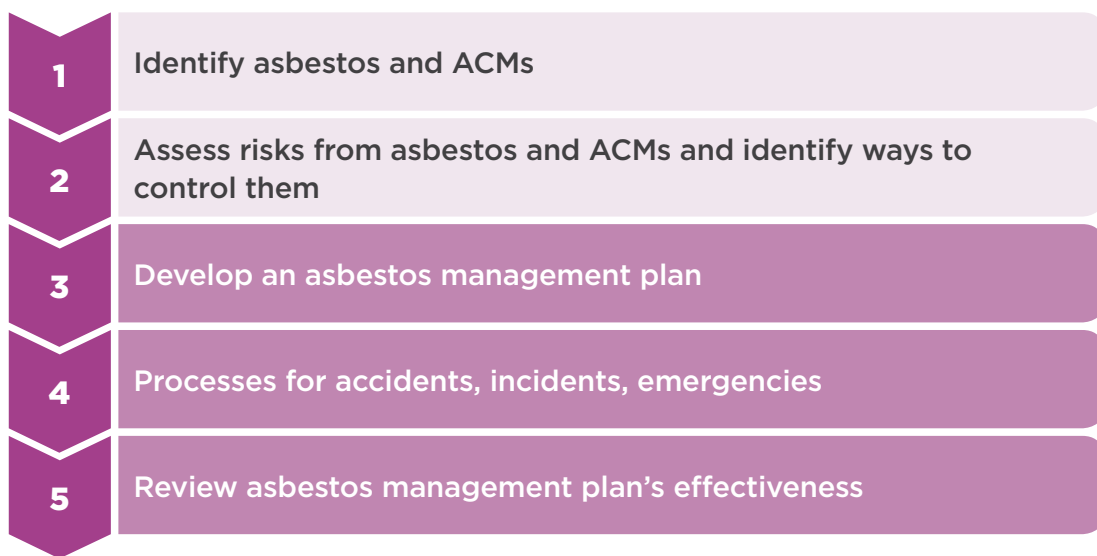 1
Identify asbestos and ACMs
2
Assess risks from asbestos and ACMs and identify ways to
control them
3
Develop an asbestos management plan
4
Processes for accidents, incidents, emergencies
5
Review asbestos management plan’s effectiveness